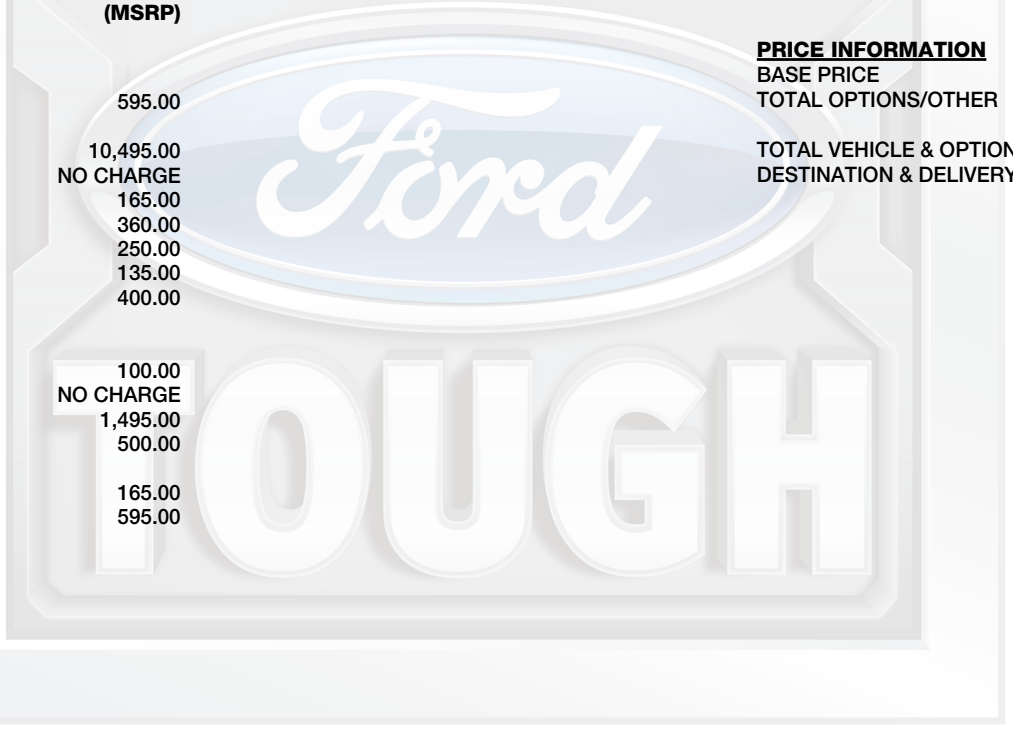 (MSRP)
595.00
10,495.00
NO CHARGE
165.00
360.00
250.00
135.00
400.00
100.00
NO CHARGE
1,495.00
500.00
165.00
595.00
PRICE INFORMATION
BASE PRICE
TOTAL OPTIONS/OTHER
TOTAL VEHICLE & OPTION
DESTINATION & DELIVERY
Ford
TOUGH